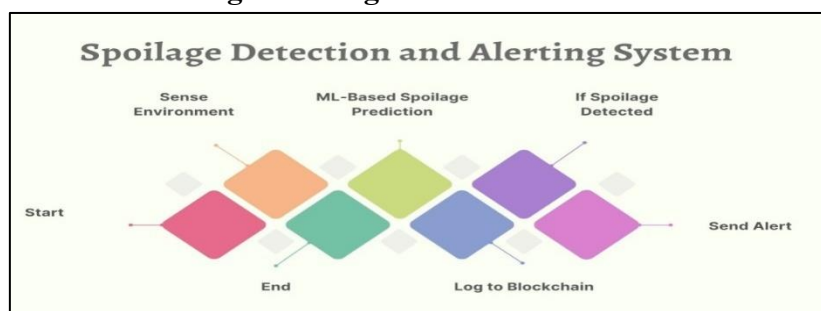 Spoilage Detection and Alerting System
Sense
Environment
ML-Based Spoilage
Prediction
If Spoilage
Detected
Start
Send Alert
End
Log to Blockchain